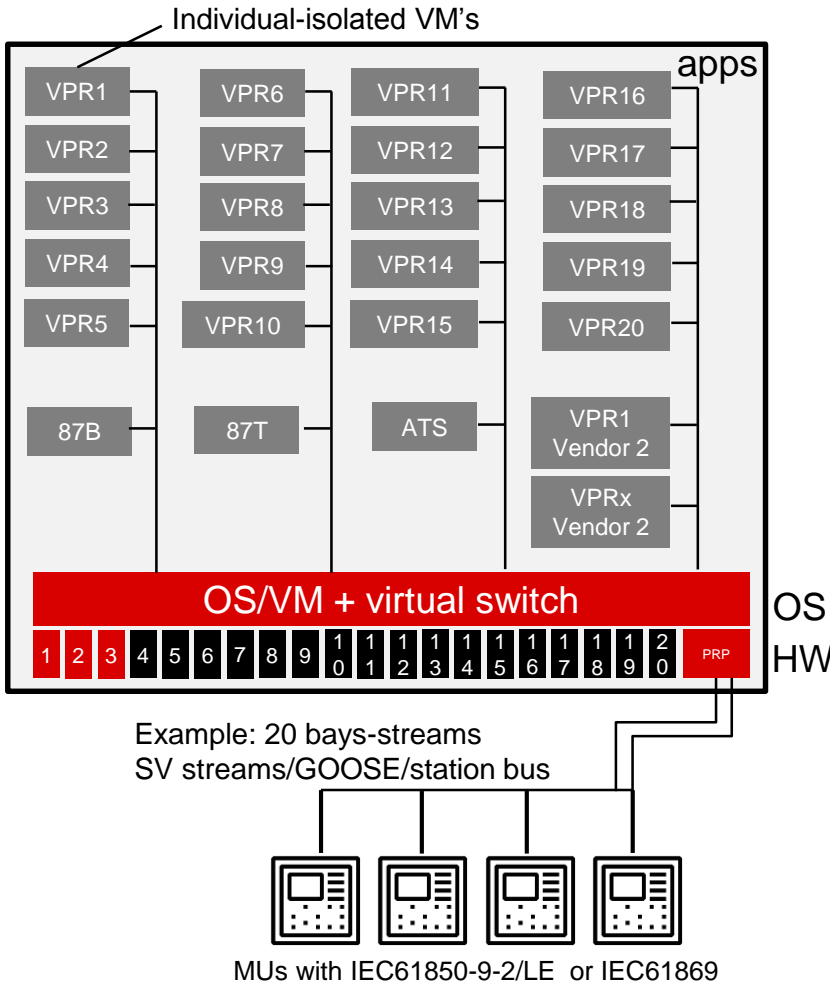 Individual-isolated VM's
apps
VPR1
VPR2
VPR3
VPR4
VPR5
87B
VPR6
VPR7
VPR8
VPR9
VPR10
87T
VPR11
VPR12
VPR13
VPR14
VPR15
ATS
VPR16
VPR17
VPR18
VPR19
VPR20
VPR1
Vendor 2
VPRx
Vendor 2
OS/VM + virtual switch
OS
1 2 3 4 5 6 7 8 9 10 11 12 13 14 15 16 17 18 19 20 PRP
HW
Example: 20 bays-streams
SV streams/GOOSE/station bus
MUs with IEC61850-9-2/LE or IEC61869